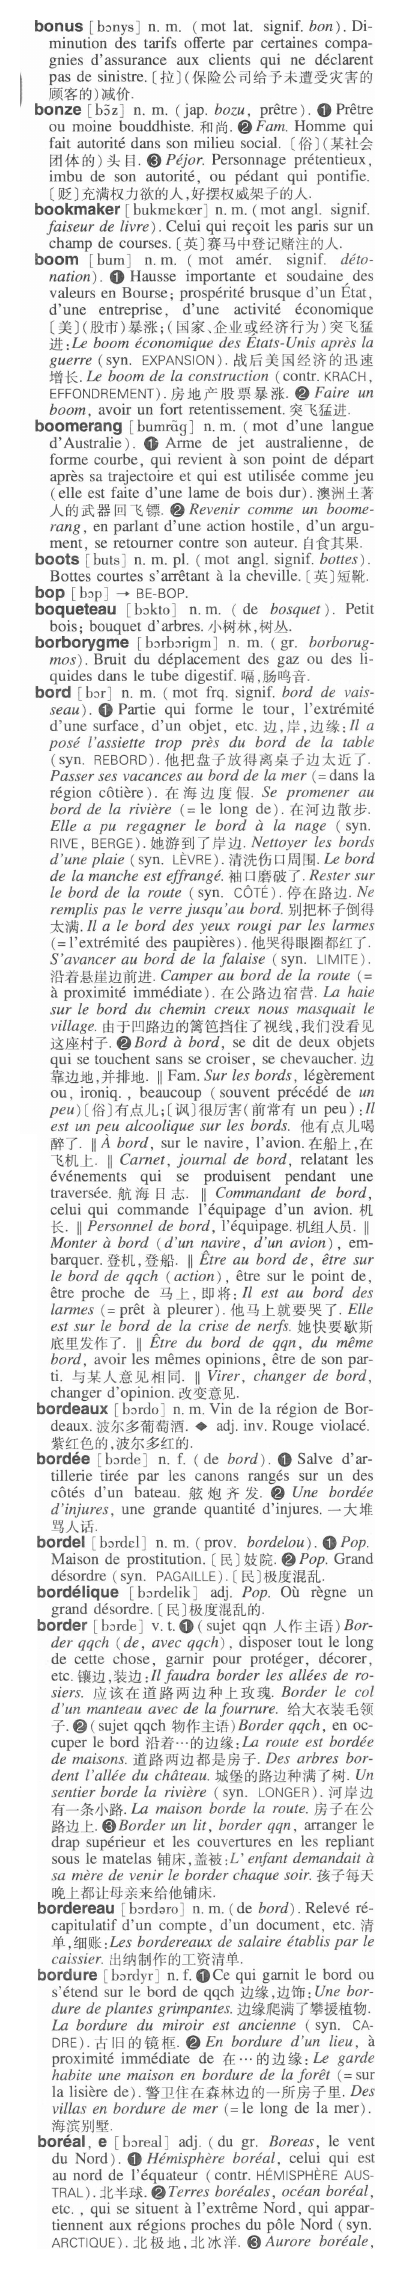 bonus [bɔnys] n. m. (mot lat. signif. bon). Di-
minution des tarifs offerte par certaines compa-
gnies d'assurance aux clients qui ne déclarent
pas de sinistre.〔拉〕(保险公司给予未遭受灾害的
顾客的)减价.
bonze [bɔ̃z] n. m. (jap. bozu, prêtre). ❶ Prêtre
ou moine bouddhiste. 和尚. ❷ Fam. Homme qui
fait autorité dans son milieu social.〔俗〕(某社会
团体的)头目. ❸ Péjor. Personnage prétentieux,
imbu de son autorité, ou pédant qui pontifie.
〔贬〕充满权力欲的人,好摆权威架子的人.
bookmaker [bukmɛkœr] n. m. (mot angl. signif.
faiseur de livre). Celui qui reçoit les paris sur un
champ de courses.〔英〕赛马中登记赌注的人.
boom [bum] n. m. (mot amér. signif. déto-
nation). ❶ Hausse importante et soudaine des
valeurs en Bourse; prospérité brusque d'un État,
d'une entreprise, d'une activité économique
〔美〕(股市)暴涨;(国家、企业或经济行为)突飞猛
进:Le boom économique des États-Unis après la
guerre (syn. EXPANSION). 战后美国经济的迅速
增长. Le boom de la construction (contr. KRACH,
EFFONDREMENT). 房地产股票暴涨. ❷ Faire un
boom, avoir un fort retentissement. 突飞猛进.
boomerang [bumrɑ̃g] n. m. (mot d'une langue
d'Australie). ❶ Arme de jet australienne, de
forme courbe, qui revient à son point de départ
après sa trajectoire et qui est utilisée comme jeu
(elle est faite d'une lame de bois dur). 澳洲土著
人的武器回飞镖. ❷ Revenir comme un boome-
rang, en parlant d'une action hostile, d'un argu-
ment, se retourner contre son auteur. 自食其果.
boots [buts] n. m. pl. (mot angl. signif. bottes).
Bottes courtes s'arrêtant à la cheville.〔英〕短靴.
bop [bɔp] → BE-BOP.
boqueteau [bɔkto] n. m. (de bosquet). Petit
bois; bouquet d'arbres. 小树林,树丛.
borborygme [bɔrbɔrigm] n. m. (gr. borborug-
mos). Bruit du déplacement des gaz ou des li-
quides dans le tube digestif. 嗝,肠鸣音.
bord [bɔr] n. m. (mot frq. signif. bord de vais-
seau). ❶ Partie qui forme le tour, l'extrémité
d'une surface, d'un objet, etc. 边,岸,边缘:Il a
posé l'assiette trop près du bord de la table
(syn. REBORD). 他把盘子放得离桌子边太近了.
Passer ses vacances au bord de la mer (=dans la
région côtière). 在海边度假. Se promener au
bord de la rivière (=le long de). 在河边散步.
Elle a pu regagner le bord à la nage (syn.
RIVE, BERGE). 她游到了岸边. Nettoyer les bords
d'une plaie (syn. LÈVRE). 清洗伤口周围. Le bord
de la manche est effrangé. 袖口磨破了. Rester sur
le bord de la route (syn. CÔTÉ). 停在路边. Ne
remplis pas le verre jusqu'au bord. 别把杯子倒得
太满. Il a le bord des yeux rougi par les larmes
(=l'extrémité des paupières). 他哭得眼圈都红了.
S'avancer au bord de la falaise (syn. LIMITE).
沿着悬崖边前进. Camper au bord de la route (=
à proximité immédiate). 在公路边宿营. La haie
sur le bord du chemin creux nous masquait le
village. 由于凹路边的篱笆挡住了视线,我们没看见
这座村子. ❷ Bord à bord, se dit de deux objets
qui se touchent sans se croiser, se chevaucher. 边
靠边地,并排地. ‖ Fam. Sur les bords, légèrement
ou, ironiq., beaucoup (souvent précédé de un
peu)〔俗〕有点儿;〔讽〕很厉害(前常有 un peu):Il
est un peu alcoolique sur les bords. 他有点儿喝
醉了. ‖ À bord, sur le navire, l'avion. 在船上,在
飞机上. ‖ Carnet, journal de bord, relatant les
événements qui se produisent pendant une
traversée. 航海日志. ‖ Commandant de bord,
celui qui commande l'équipage d'un avion. 机
长. ‖ Personnel de bord, l'équipage. 机组人员. ‖
Monter à bord (d'un navire, d'un avion), em-
barquer. 登机,登船. ‖ Être au bord de, être sur
le bord de qqch (action), être sur le point de,
être proche de 马上,即将:Il est au bord des
larmes (=prêt à pleurer). 他马上就要哭了. Elle
est sur le bord de la crise de nerfs. 她快要歇斯
底里发作了. ‖ Être du bord de qqn, du même
bord, avoir les mêmes opinions, être de son par-
ti. 与某人意见相同. ‖ Virer, changer de bord,
changer d'opinion. 改变意见.
bordeaux [bɔrdo] n. m. Vin de la région de Bor-
deaux. 波尔多葡萄酒. ◆ adj. inv. Rouge violacé.
紫红色的,波尔多红的.
bordée [bɔrde] n. f. (de bord). ❶ Salve d'ar-
tillerie tirée par les canons rangés sur un des
côtés d'un bateau. 舷炮齐发. ❷ Une bordée
d'injures, une grande quantité d'injures. 一大堆
骂人话.
bordel [bɔrdɛl] n. m. (prov. bordelou). ❶ Pop.
Maison de prostitution.〔民〕妓院. ❷ Pop. Grand
désordre (syn. PAGAILLE).〔民〕极度混乱.
bordélique [bɔrdelik] adj. Pop. Où règne un
grand désordre.〔民〕极度混乱的.
border [bɔrde] v. t. ❶ (sujet qqn 人作主语) Bor-
der qqch (de, avec qqch), disposer tout le long
de cette chose, garnir pour protéger, décorer,
etc. 镶边,装边:Il faudra border les allées de ro-
siers. 应该在道路两边种上玫瑰. Border le col
d'un manteau avec de la fourrure. 给大衣装毛领
子. ❷ (sujet qqch 物作主语) Border qqch, en oc-
cuper le bord 沿着…的边缘:La route est bordée
de maisons. 道路两边都是房子. Des arbres bor-
dent l'allée du château. 城堡的路边种满了树. Un
sentier borde la rivière (syn. LONGER). 河岸边
有一条小路. La maison borde la route. 房子在公
路边上. ❸ Border un lit, border qqn, arranger le
drap supérieur et les couvertures en les repliant
sous le matelas 铺床,盖被:L'enfant demandait à
sa mère de venir le border chaque soir. 孩子每天
晚上都让母亲来给他铺床.
bordereau [bɔrdəro] n. m. (de bord). Relevé ré-
capitulatif d'un compte, d'un document, etc. 清
单,细账:Les bordereaux de salaire établis par le
caissier. 出纳制作的工资清单.
bordure [bɔrdyr] n. f. ❶ Ce qui garnit le bord ou
s'étend sur le bord de qqch 边缘,边饰:Une bor-
dure de plantes grimpantes. 边缘爬满了攀援植物.
La bordure du miroir est ancienne (syn. CA-
DRE). 古旧的镜框. ❷ En bordure d'un lieu, à
proximité immédiate de 在…的边缘:Le garde
habite une maison en bordure de la forêt (=sur
la lisière de). 警卫住在森林边的一所房子里. Des
villas en bordure de mer (=le long de la mer).
海滨别墅.
boréal, e [bɔreal] adj. (du gr. Boreas, le vent
du Nord). ❶ Hémisphère boréal, celui qui est
au nord de l'équateur (contr. HÉMISPHÈRE AUS-
TRAL). 北半球. ❷ Terres boréales, océan boréal,
etc., qui se situent à l'extrême Nord, qui appar-
tiennent aux régions proches du pôle Nord (syn.
ARCTIQUE). 北极地,北冰洋. ❸ Aurore boréale,